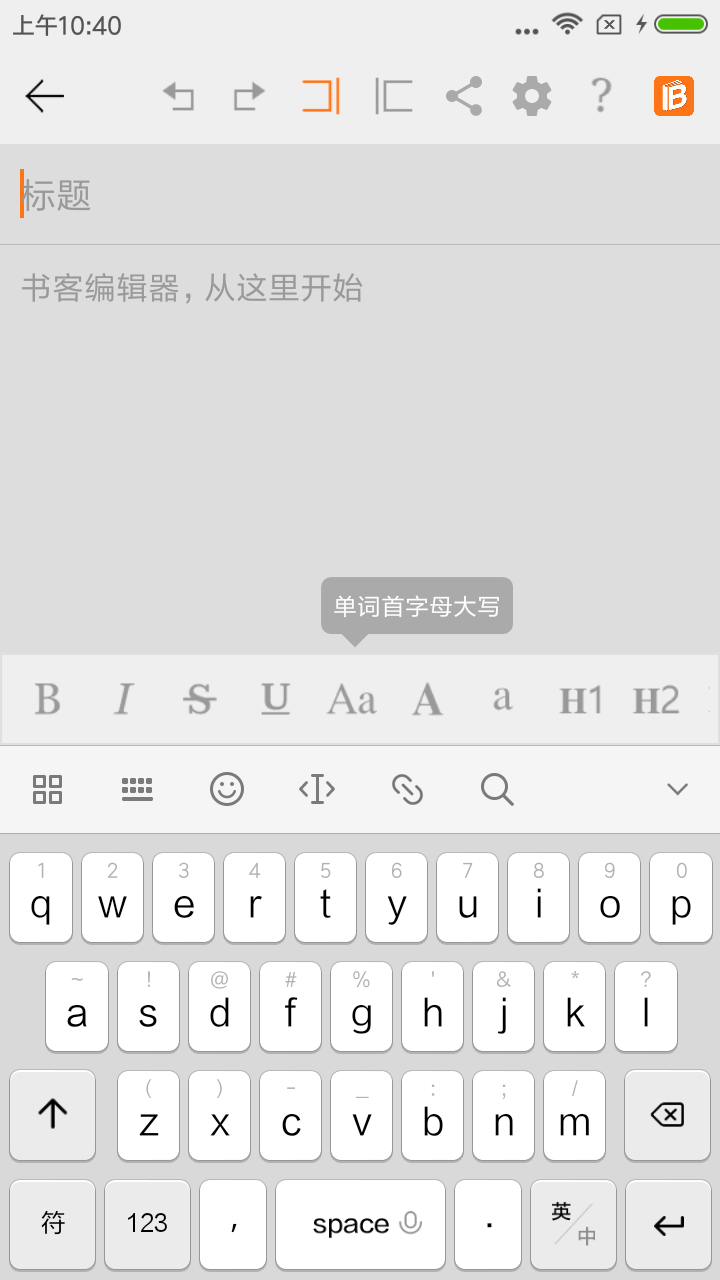 上午10:40
?
标题
书客编辑器，从这里开始
单词首字母大写
B I S U Aa A a H1 H2
1 2 3 4 5 6 7 8 9 0
q w e r t y u i o p
~ ! @ # % ' & * ?
a s d f g h j k l
( ) - _ : ; /
z x c v b n m
符 123 , space . 英/中